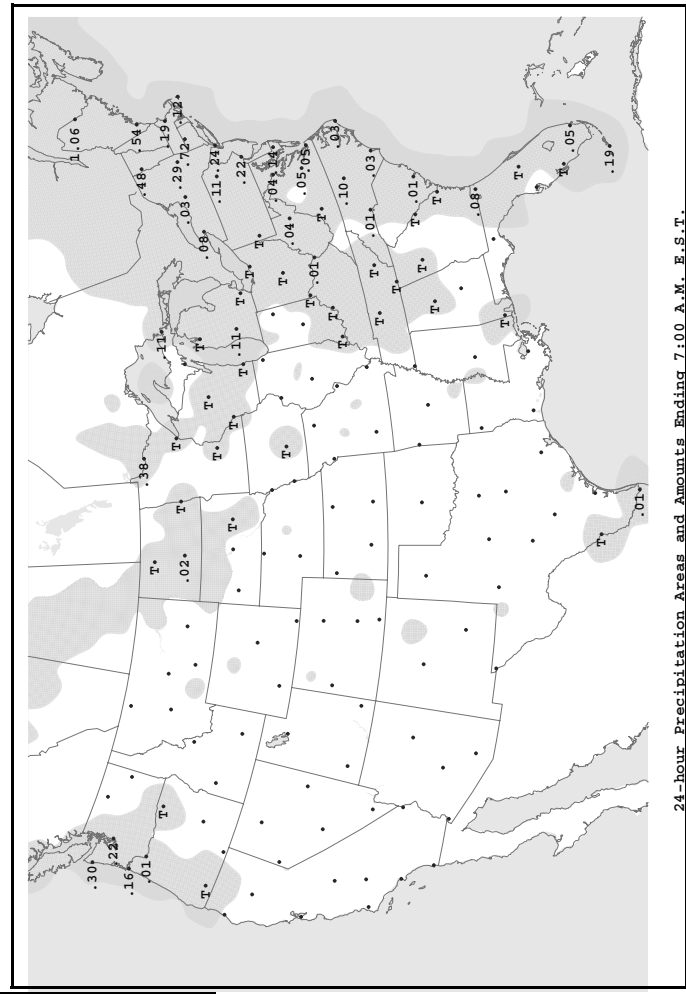 24-hour Precipitation Areas and Amounts Ending 7:00 A.M. E.S.T.
.30
.22
.16
.01
T
T
T
.02
T
T
.38
T
T
T
T
T
.11
T
.11
T
T
T
T
.01
T
T
T
T
.08
.03
.48
1.06
.54
.19
.12
.29
.72
.24
.11
.22
.14
.04
.05
.05
.03
.04
T
.10
.03
.01
T
T
T
T
T
T
.01
T
T
.08
T
T
.05
.19
T
.01